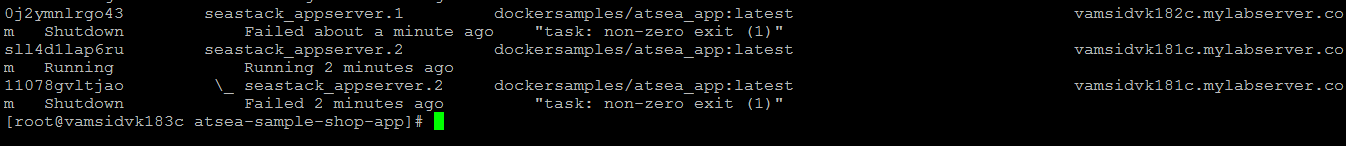 0j2ymnlrgo43 seastack_appserver.1 dockersamples/atsea_app:latest vamsidvk182c.mylabserver.co
m Shutdown Failed about a minute ago "task: non-zero exit (1)"
sll4d1lap6ru seastack_appserver.2 dockersamples/atsea_app:latest vamsidvk181c.mylabserver.co
m Running Running 2 minutes ago
11078gvltjao \_ seastack_appserver.2 dockersamples/atsea_app:latest vamsidvk181c.mylabserver.co
m Shutdown Failed 2 minutes ago "task: non-zero exit (1)"
[root@vamsidvk183c atsea-sample-shop-app]#